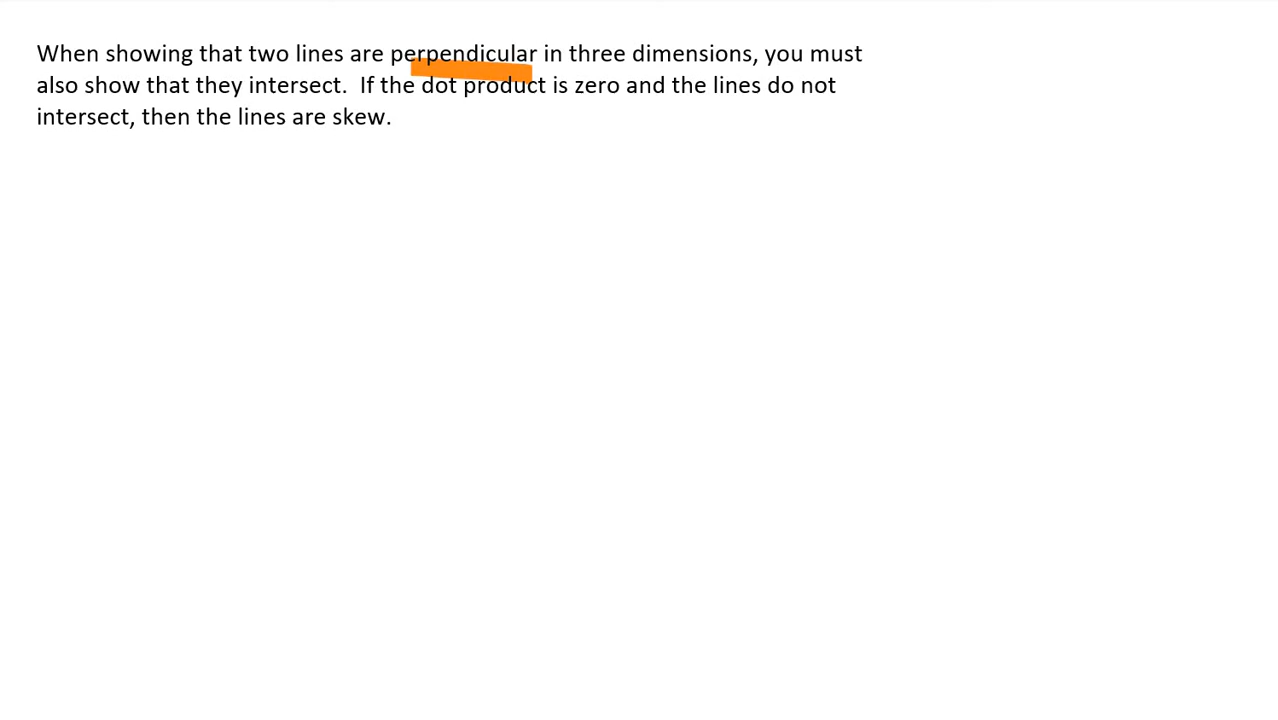 When showing that two lines are perpendicular in three dimensions, you must
also show that they intersect.  If the dot product is zero and the lines do not
intersect, then the lines are skew.